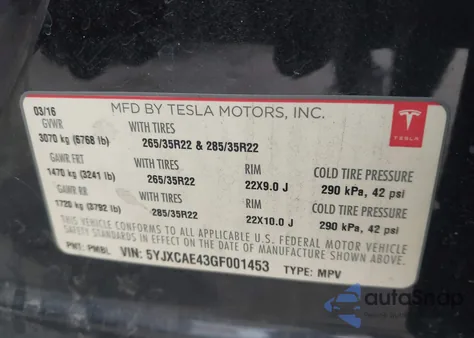 03/16
MFD BY TESLA MOTORS, INC.
GVWR
3070 kg (6768 lb)
WITH TIRES
265/35R22 & 285/35R22
TESLA
GAWR FRT
1470 kg (3241 lb)
WITH TIRES
265/35R22
RIM
22X9.0 J
COLD TIRE PRESSURE
290 kPa, 42 psi
GAWR RR
1720 kg (3792 lb)
WITH TIRES
285/35R22
RIM
22X10.0 J
COLD TIRE PRESSURE
290 kPa, 42 psi
THIS VEHICLE CONFORMS TO ALL APPLICABLE U.S. FEDERAL MOTOR VEHICLE
SAFETY STANDARDS IN EFFECT ON THE DATE OF MANUFACTURE SHOWN ABOVE.
PNT: PMBL
VIN: 5YJXCAE43GF001453
TYPE: MPV
autoSnap